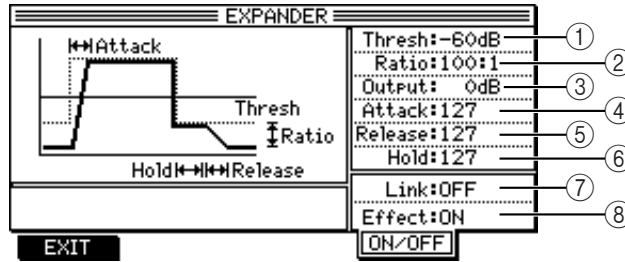 EXPANDER
Attack
Thresh
Ratio
Hold Release
Thresh:-60dB ①
Ratio:100:1 ②
Output: 0dB ③
Attack:127 ④
Release:127 ⑤
Hold:127 ⑥
Link:OFF ⑦
Effect:ON ⑧
EXIT
ON/OFF